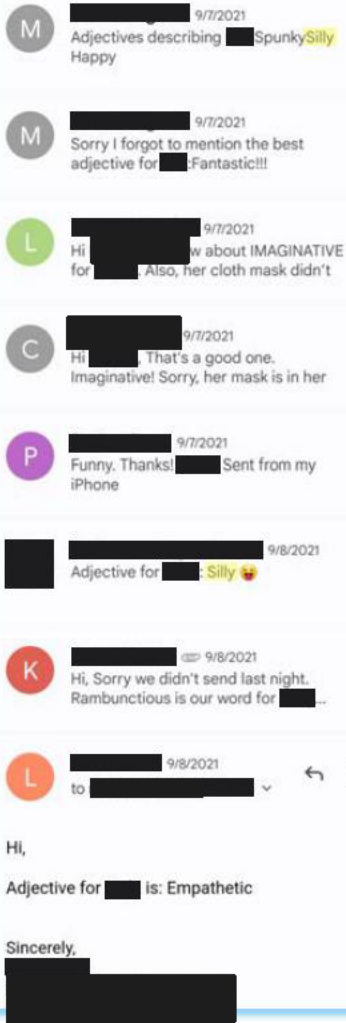 M
9/7/2021
Adjectives describing SpunkySilly
Happy
M
9/7/2021
Sorry I forgot to mention the best
adjective for :Fantastic!!!
L
9/7/2021
Hi w about IMAGINATIVE
for . Also, her cloth mask didn't
C
9/7/2021
Hi , That's a good one.
Imaginative! Sorry, her mask is in her
P
9/7/2021
Funny. Thanks! Sent from my
iPhone
9/8/2021
Adjective for : Silly 😝
K
9/8/2021
Hi, Sorry we didn't send last night.
Rambunctious is our word for ...
L
9/8/2021
to
Hi,
Adjective for is: Empathetic
Sincerely,